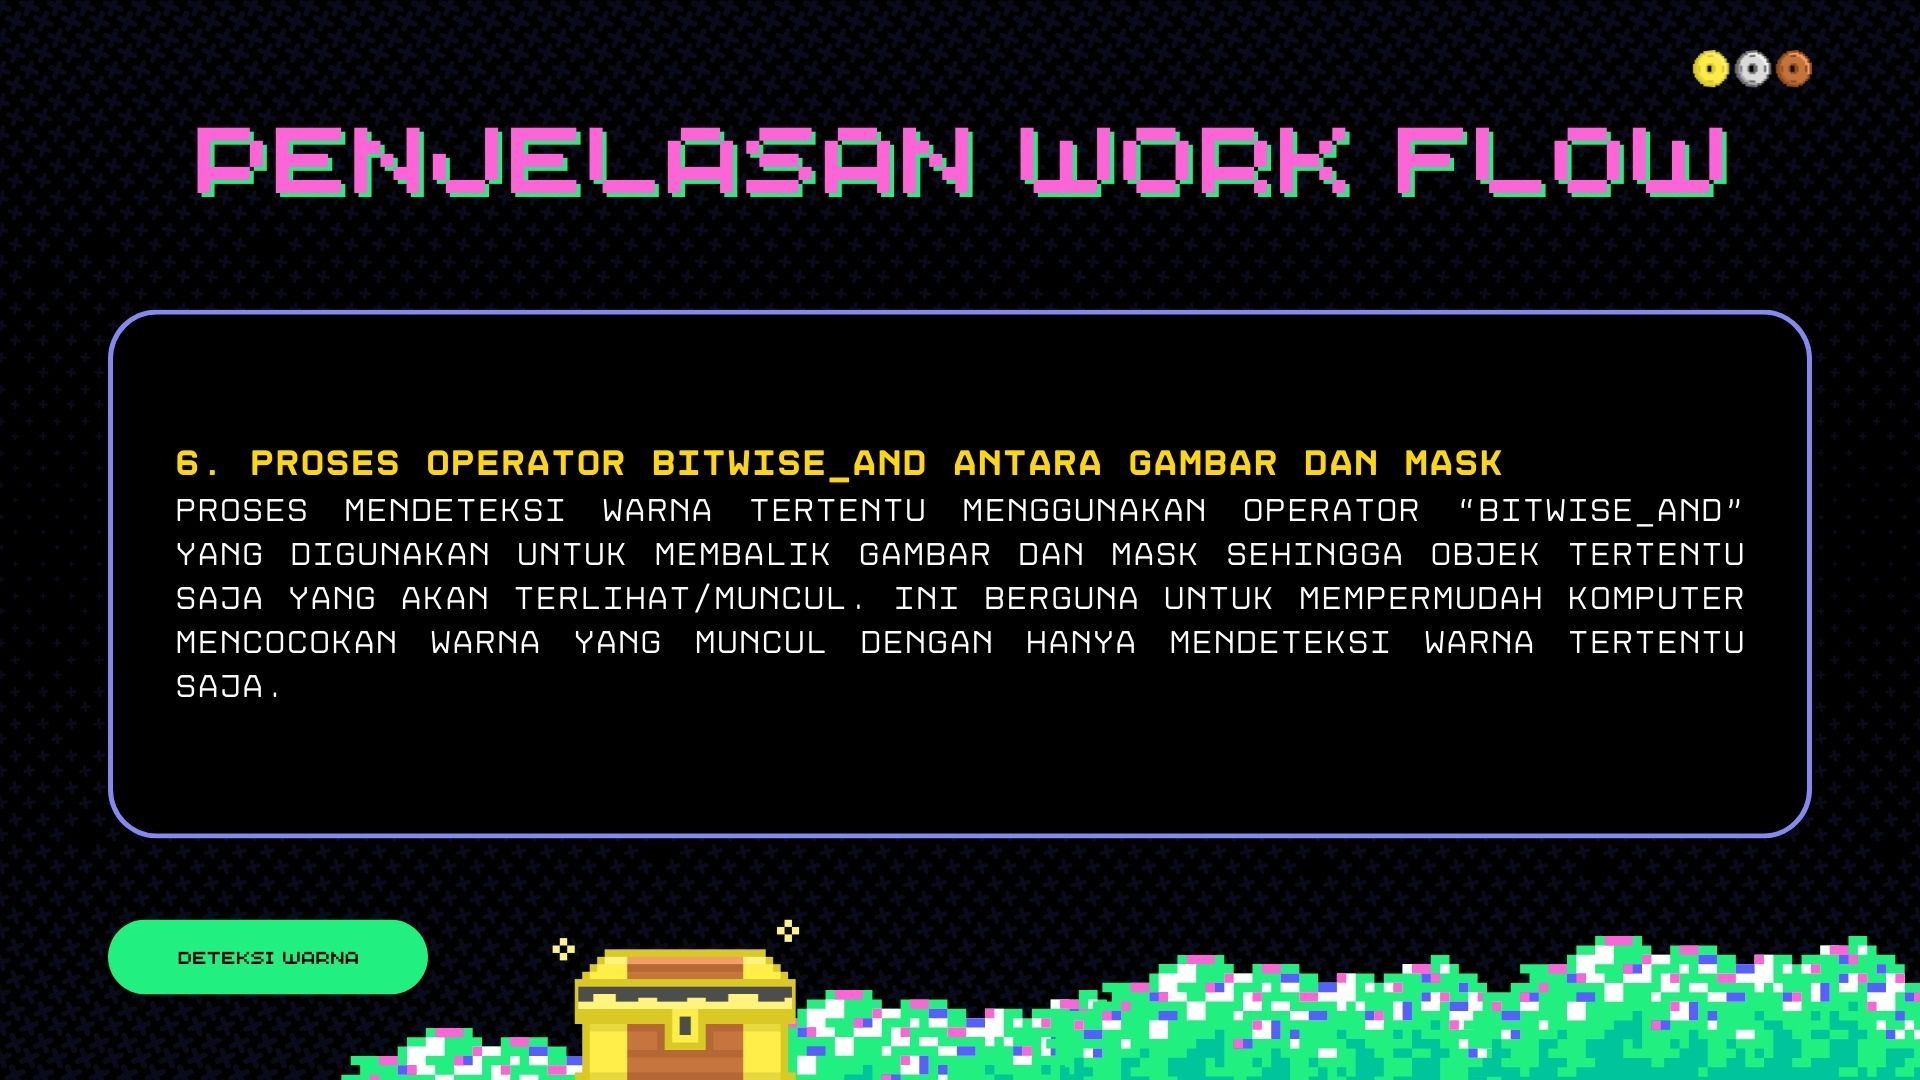 PENJELASAN WORK FLOW
6. PROSES OPERATOR BITWISE_AND ANTARA GAMBAR DAN MASK
PROSES MENDETEKSI WARNA TERTENTU MENGGUNAKAN OPERATOR “BITWISE_AND”
YANG DIGUNAKAN UNTUK MEMBALIK GAMBAR DAN MASK SEHINGGA OBJEK TERTENTU
SAJA YANG AKAN TERLIHAT/MUNCUL. INI BERGUNA UNTUK MEMPERMUDAH KOMPUTER
MENCOCOKAN WARNA YANG MUNCUL DENGAN HANYA MENDETEKSI WARNA TERTENTU
SAJA.
DETEKSI WARNA